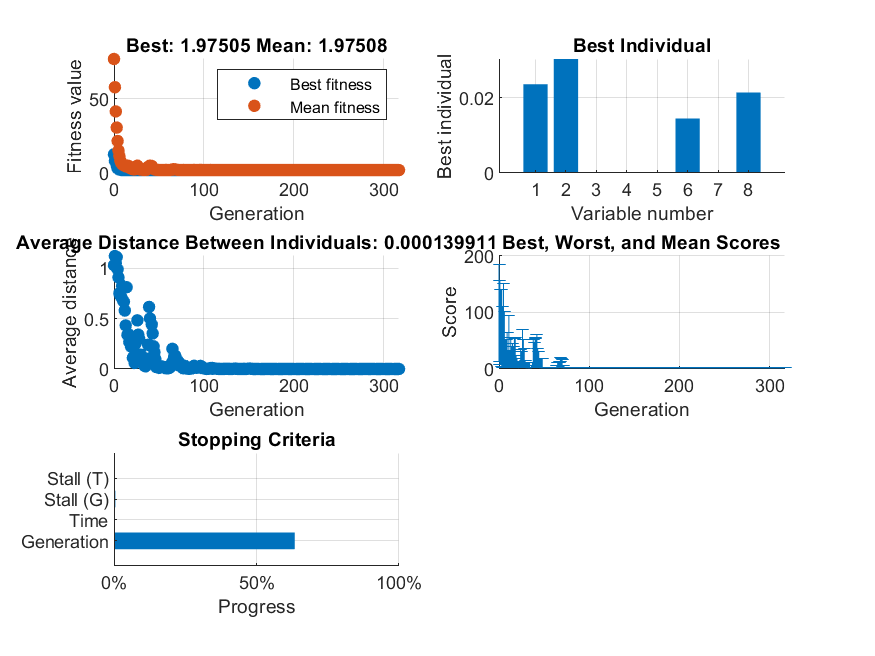 Best: 1.97505 Mean: 1.97508
Fitness value
50
0
Best fitness
Mean fitness
0 100 200 300
Generation
Best Individual
Best individual
0.02
0
1 2 3 4 5 6 7 8
Variable number
Average Distance Between Individuals: 0.000139911
Average distance
1
0.5
0
0 100 200 300
Generation
Best, Worst, and Mean Scores
Score
200
100
0
0 100 200 300
Generation
Stopping Criteria
Stall (T)
Stall (G)
Time
Generation
0% 50% 100%
Progress